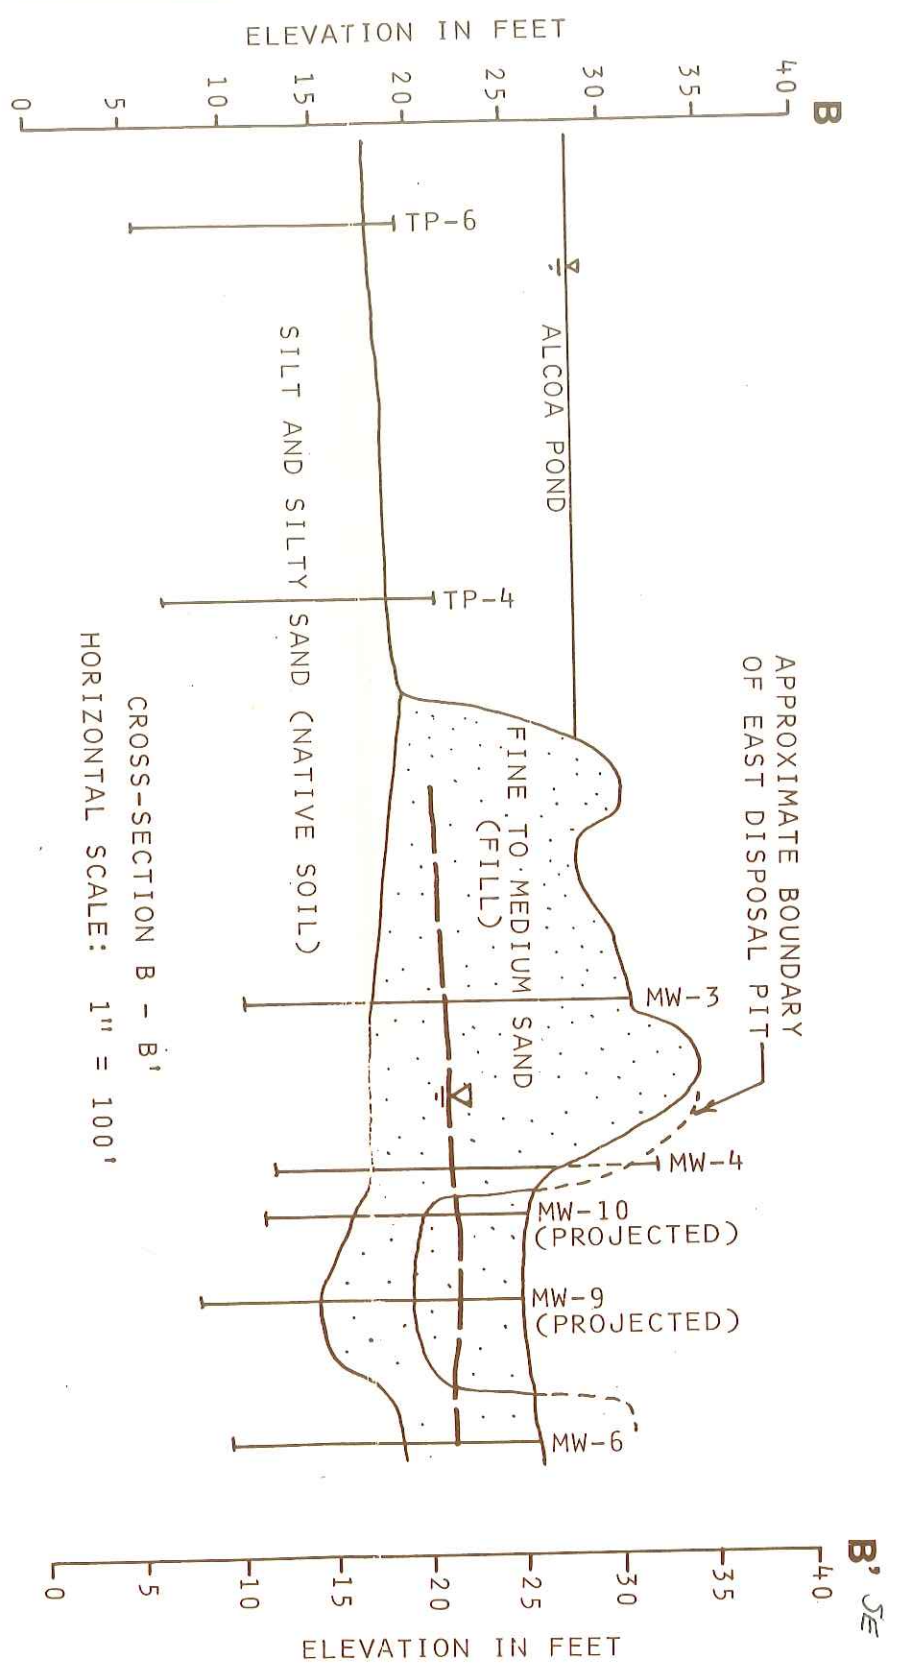 B
B' SE
ELEVATION IN FEET
40
35
30
25
20
15
10
5
0
APPROXIMATE BOUNDARY
OF EAST DISPOSAL PIT
ALCOA POND
TP-6
TP-4
MW-3
MW-4
MW-10
(PROJECTED)
MW-9
(PROJECTED)
MW-6
FINE TO MEDIUM SAND
(FILL)
SILT AND SILTY SAND (NATIVE SOIL)
40
35
30
25
20
15
10
5
0
ELEVATION IN FEET
CROSS-SECTION B - B'
HORIZONTAL SCALE: 1" = 100'